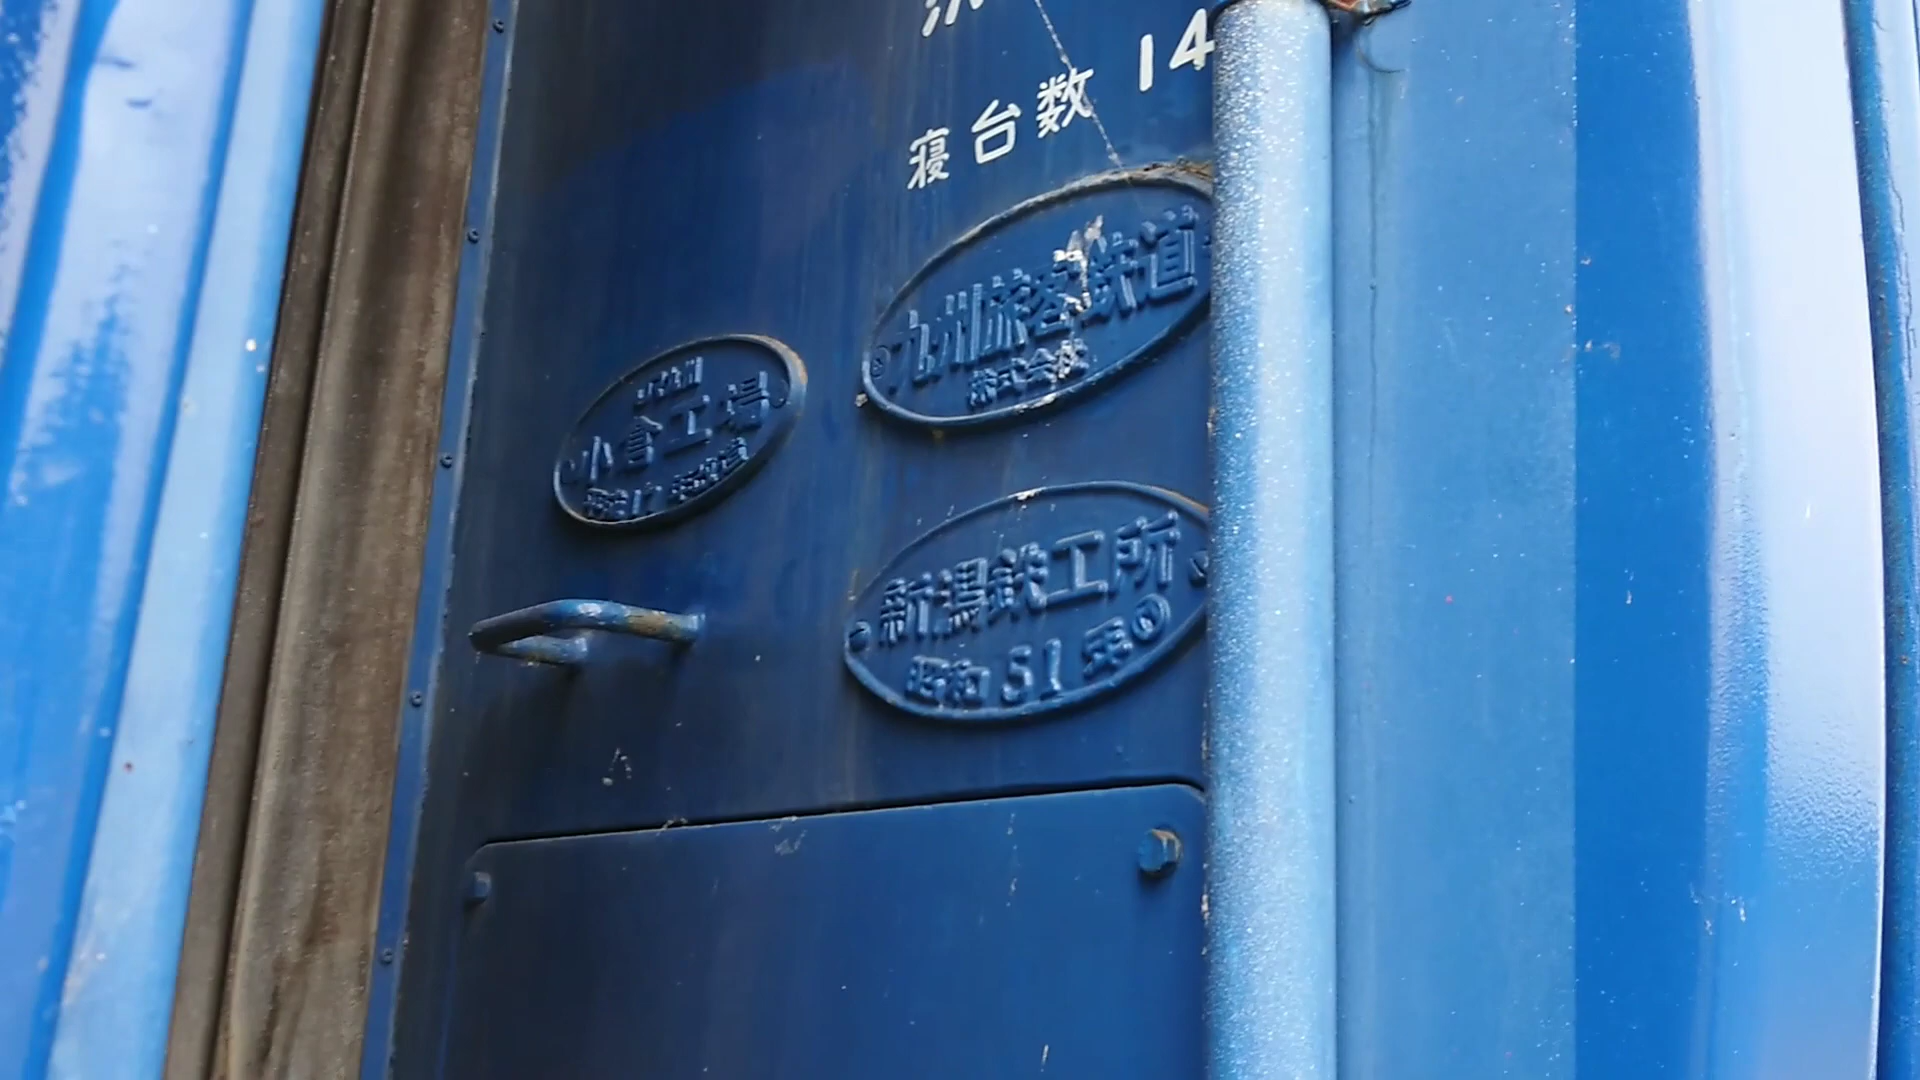 寝台数 14
九州旅客鉄道
株式会社
小倉工場
新潟鉄工所
昭和51年